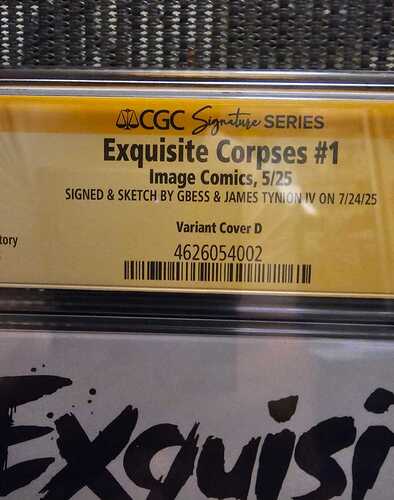 CGC Signature SERIES
Exquisite Corpses #1
Image Comics, 5/25
SIGNED & SKETCH BY GBESS & JAMES TYNION IV ON 7/24/25
tory
Variant Cover D
4626054002
Exquisi